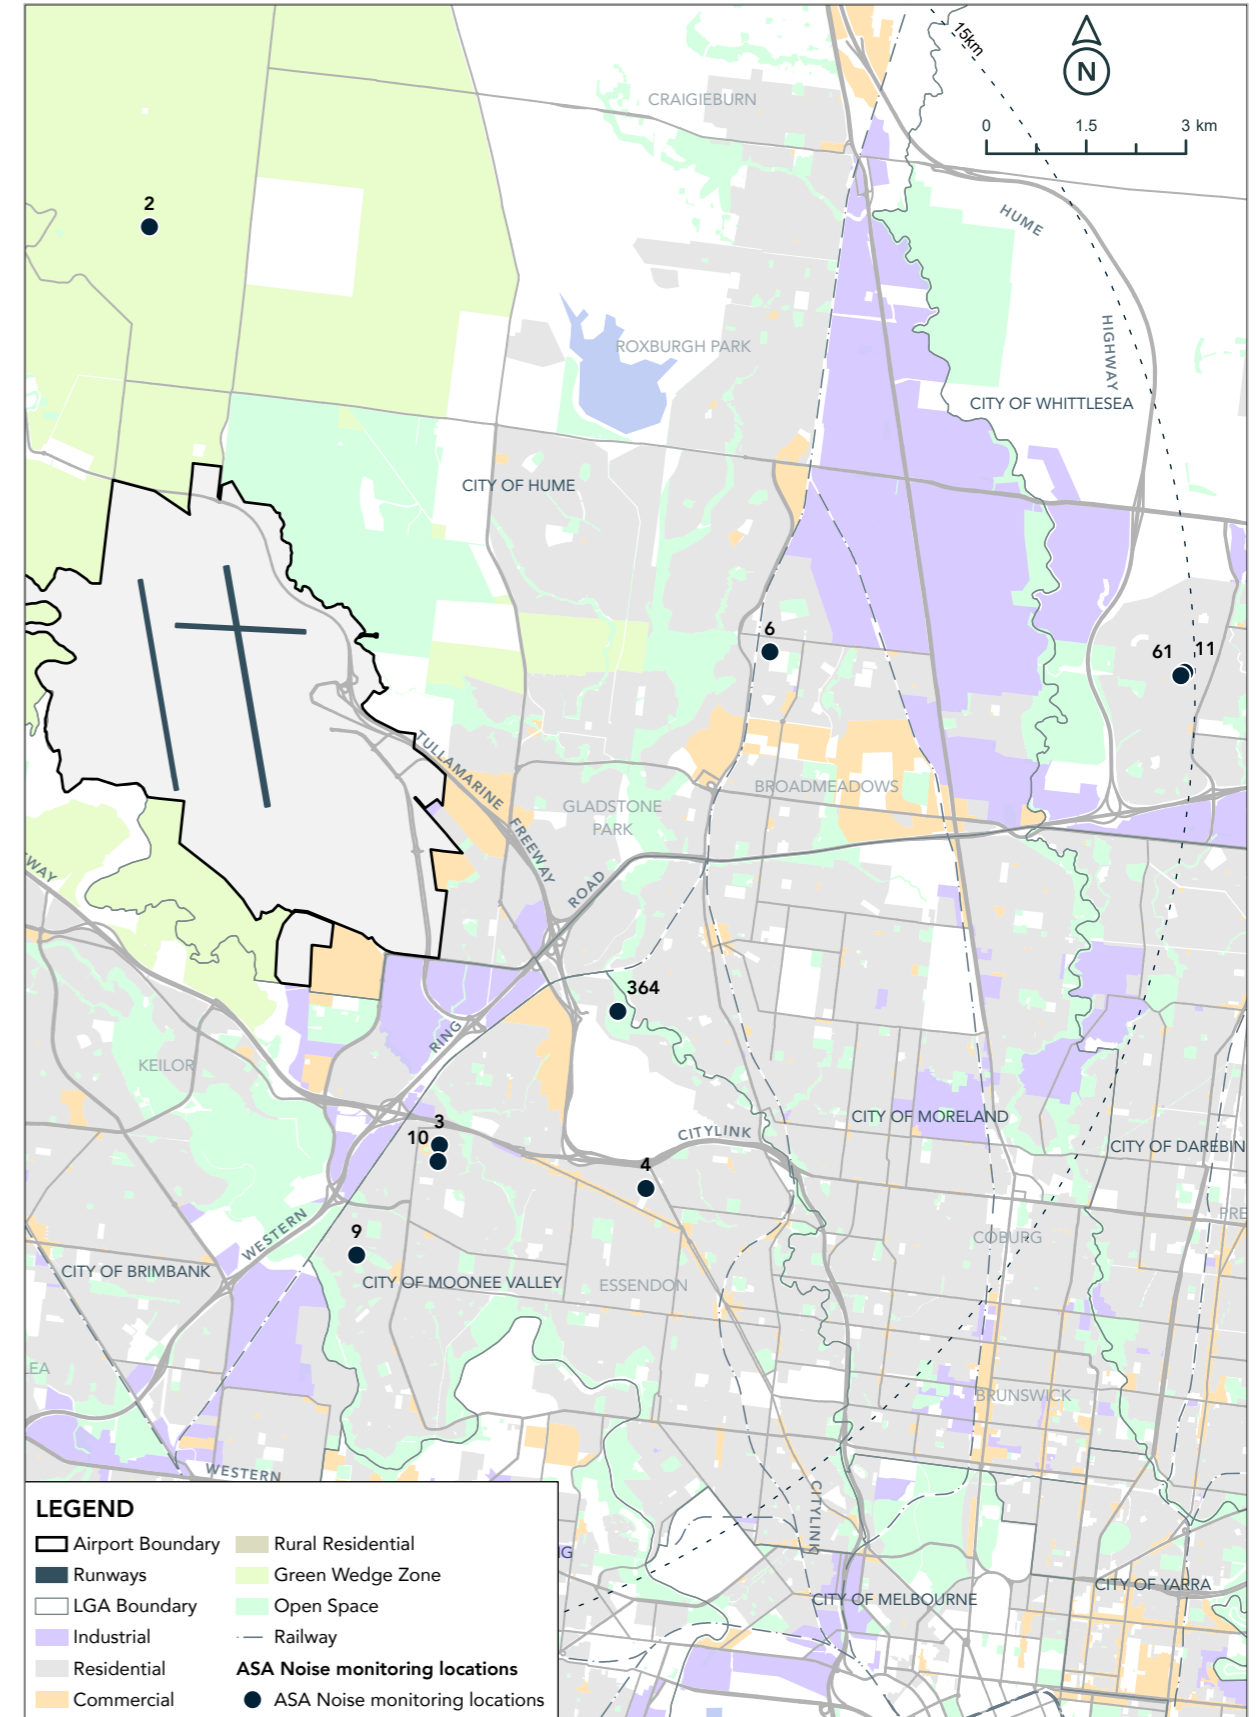 15km
N
0 1.5 3 km
CRAIGIEBURN
2
HUME
HIGHWAY
ROXBURGH PARK
CITY OF WHITTLESEA
CITY OF HUME
6
61 11
TULLAMARINE
FREEWAY
BROADMEADOWS
GLADSTONE
PARK
ROAD
WAY
364
RING
KEILOR
CITY OF MORELAND
3
10
CITYLINK
CITY OF DAREBIN
4
PRE
9
WESTERN
COBURG
CITY OF BRIMBANK
CITY OF MOONEE VALLEY
ESSENDON
LEA
BRUNSWICK
WESTERN
CITYLINK
G
CITY OF YARRA
CITY OF MELBOURNE
LEGEND
Airport Boundary
Runways
LGA Boundary
Industrial
Residential
Commercial
Rural Residential
Green Wedge Zone
Open Space
Railway
ASA Noise monitoring locations
ASA Noise monitoring locations